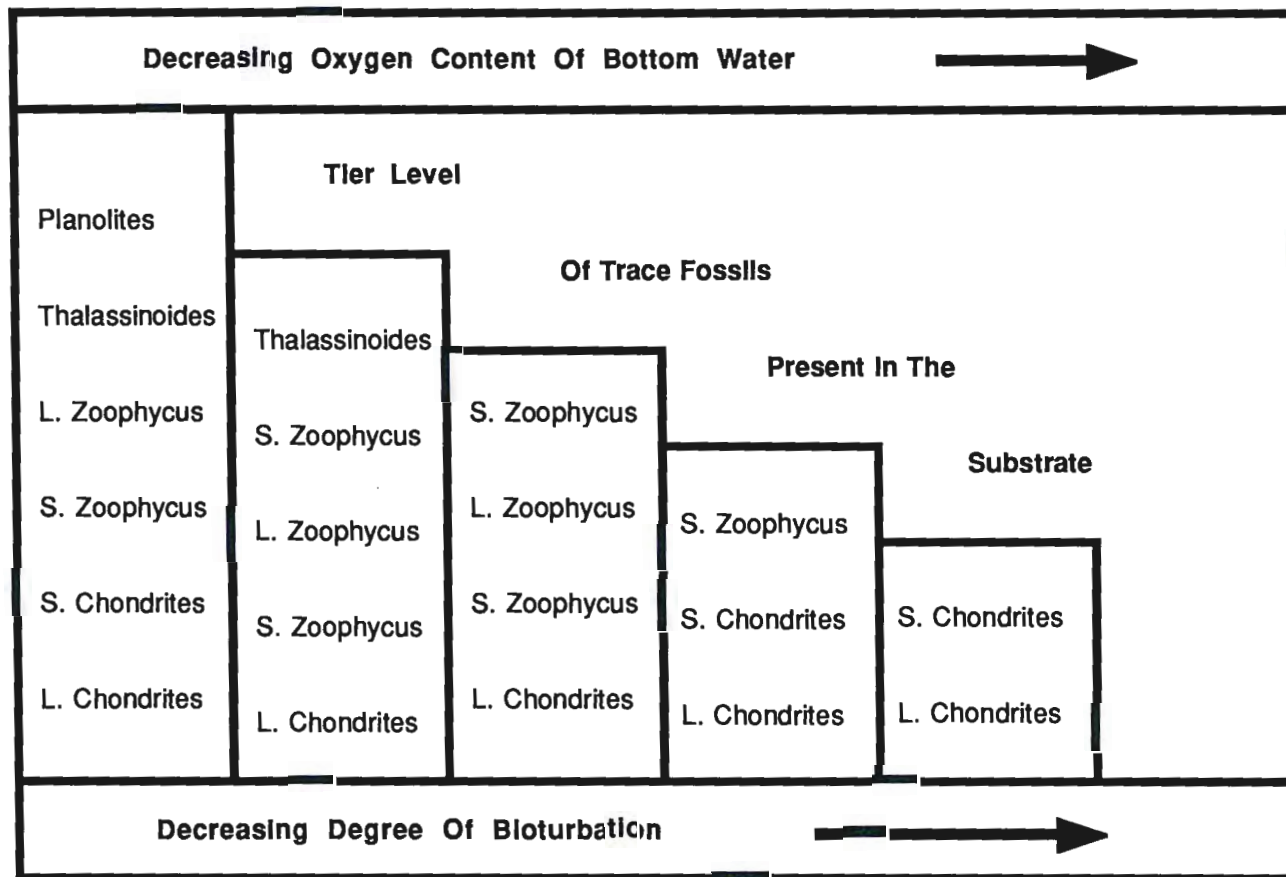 Decreasing Oxygen Content Of Bottom Water
Tier Level
Of Trace Fossils
Present In The
Substrate
Planolites
Thalassinoides
L. Zoophycus
S. Zoophycus
S. Chondrites
L. Chondrites
Thalassinoides
S. Zoophycus
L. Zoophycus
S. Zoophycus
L. Chondrites
S. Zoophycus
L. Zoophycus
S. Zoophycus
L. Chondrites
S. Zoophycus
S. Chondrites
L. Chondrites
S. Chondrites
L. Chondrites
Decreasing Degree Of Bioturbation